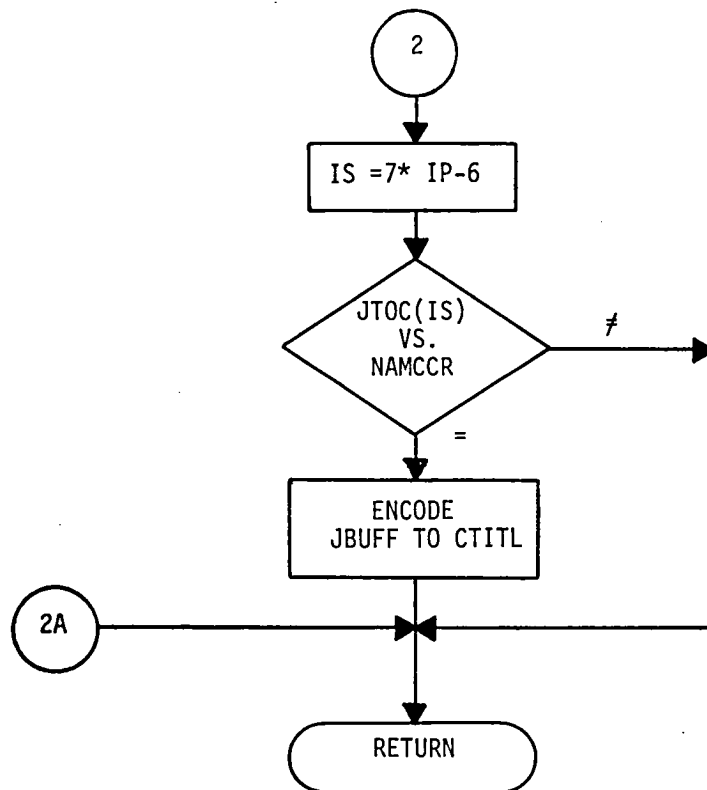 2
IS =7* IP-6
JTOC(IS)
VS.
NAMCCR
≠
=
ENCODE
JBUFF TO CTITL
2A
RETURN